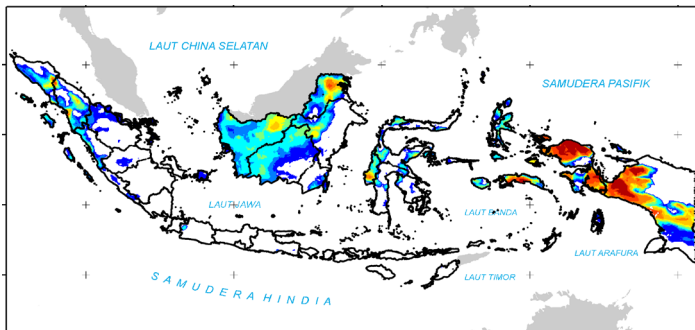 LAUT CHINA SELATAN
SAMUDERA PASIFIK
LAUT JAWA
LAUT BANDA
LAUT ARAFURA
LAUT TIMOR
SAMUDERA HINDIA